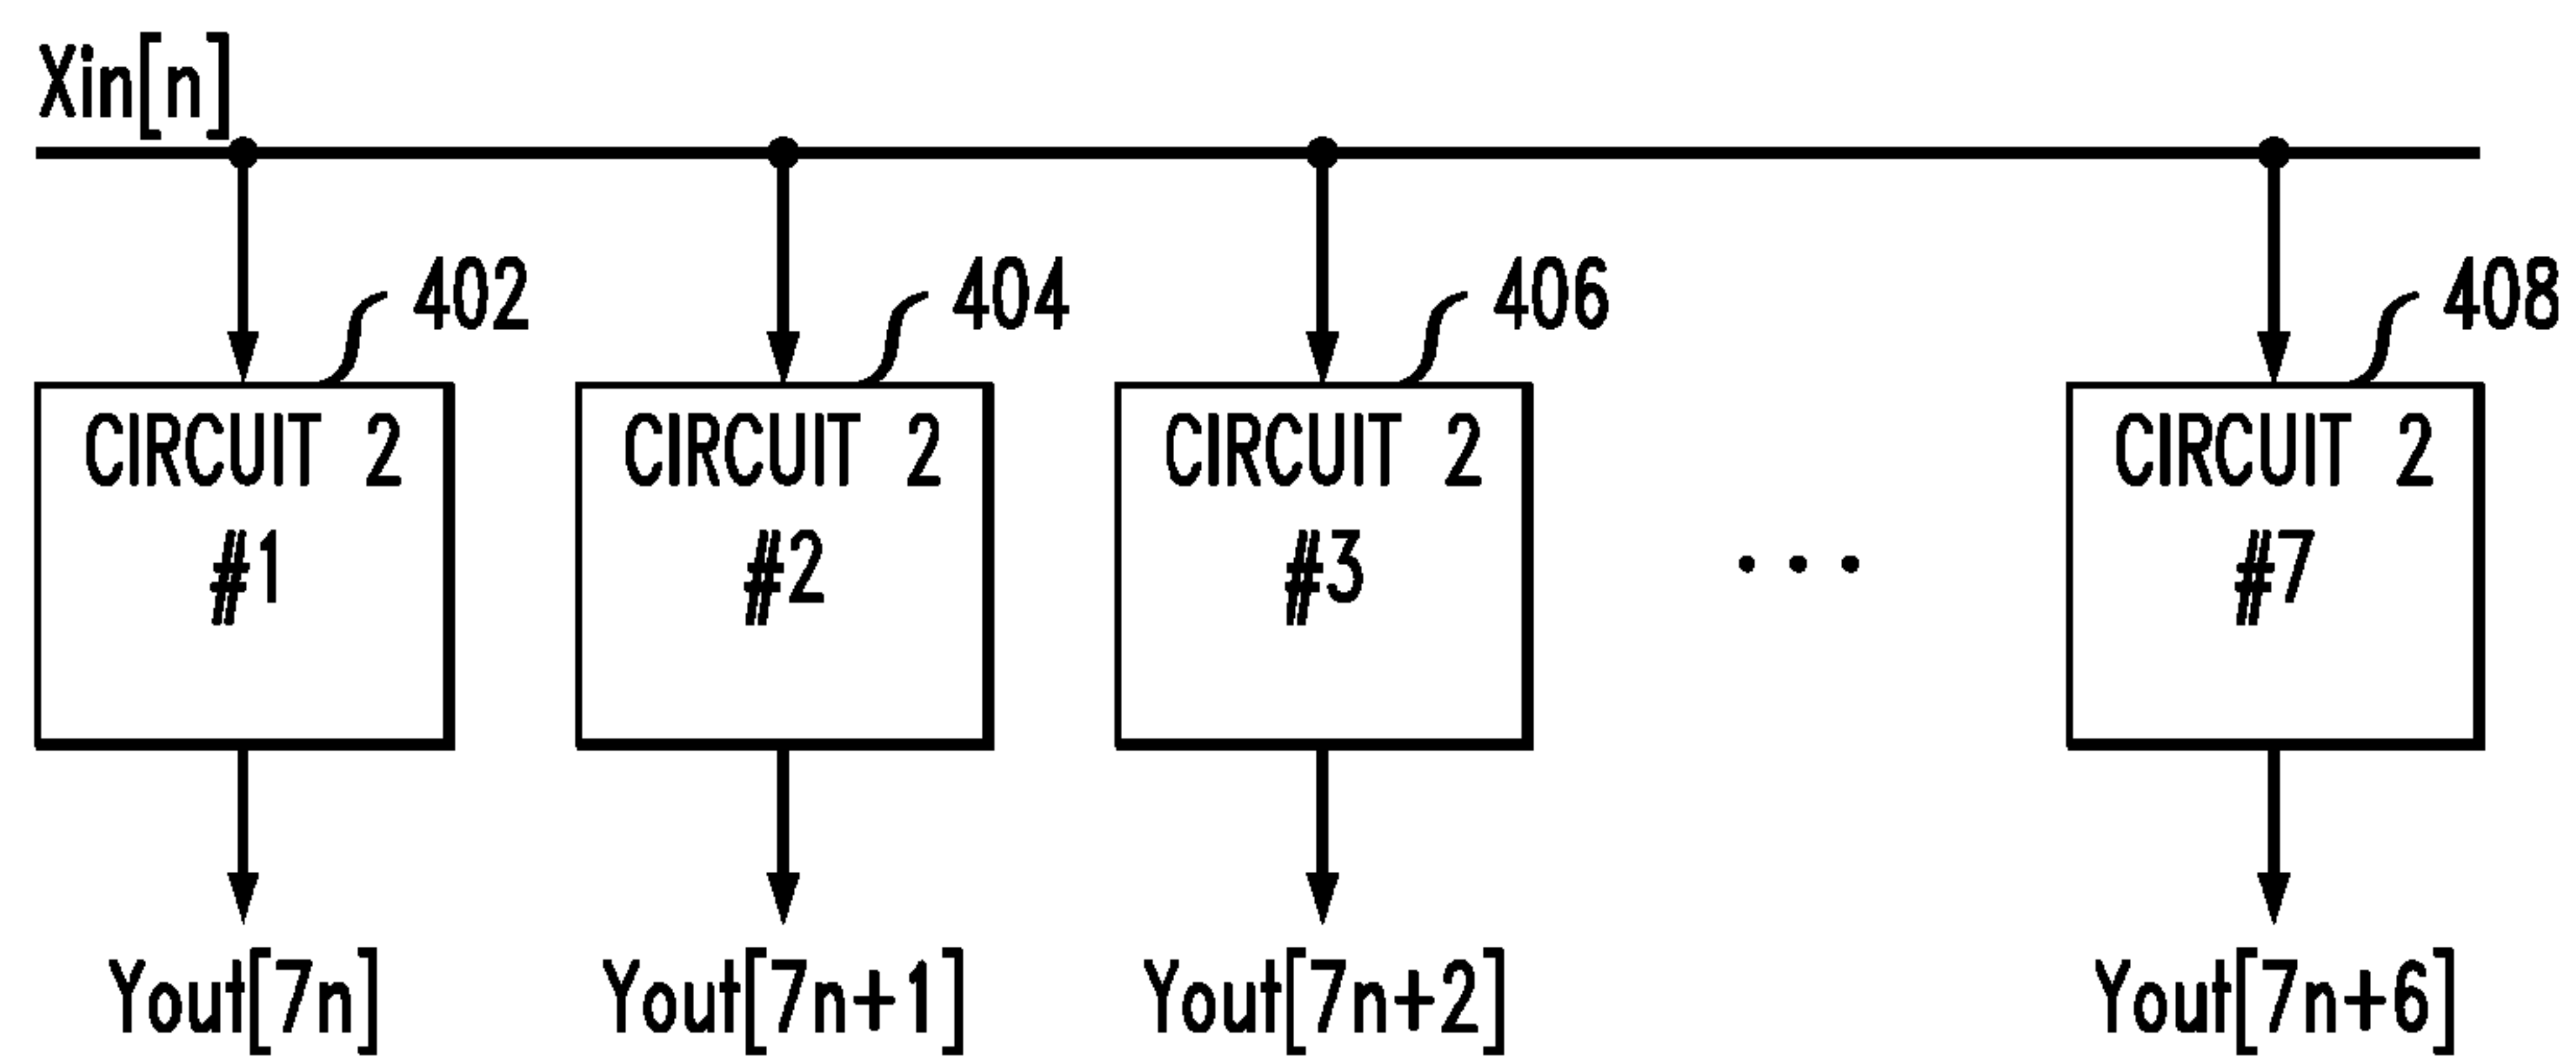 Xin[n]
402
404
406
408
CIRCUIT 2
#1
CIRCUIT 2
#2
CIRCUIT 2
#3
. . .
CIRCUIT 2
#7
Yout[7n]
Yout[7n+1]
Yout[7n+2]
Yout[7n+6]